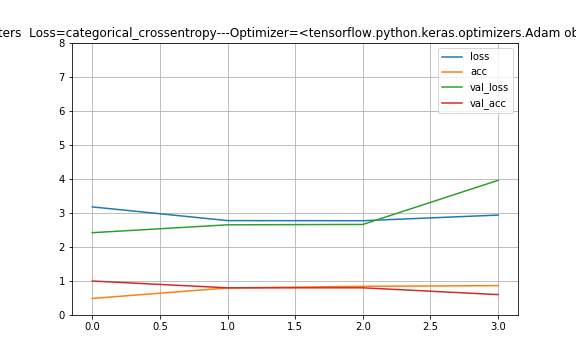 ters Loss=categorical_crossentropy---Optimizer=<tensorflow.python.keras.optimizers.Adam ob
8
7
6
5
4
3
2
1
0
loss
acc
val_loss
val_acc
0.0 0.5 1.0 1.5 2.0 2.5 3.0